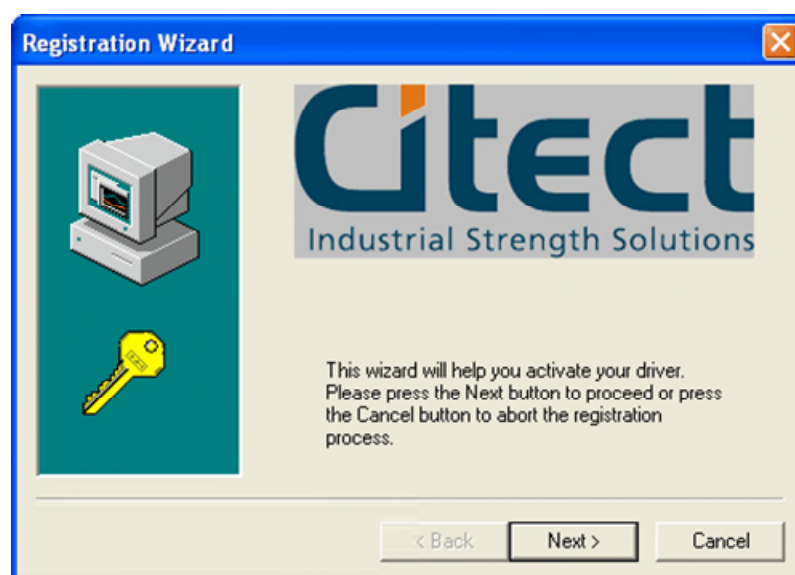 Registration Wizard
Citect
Industrial Strength Solutions
This wizard will help you activate your driver.
Please press the Next button to proceed or press
the Cancel button to abort the registration
process.
< Back Next > Cancel